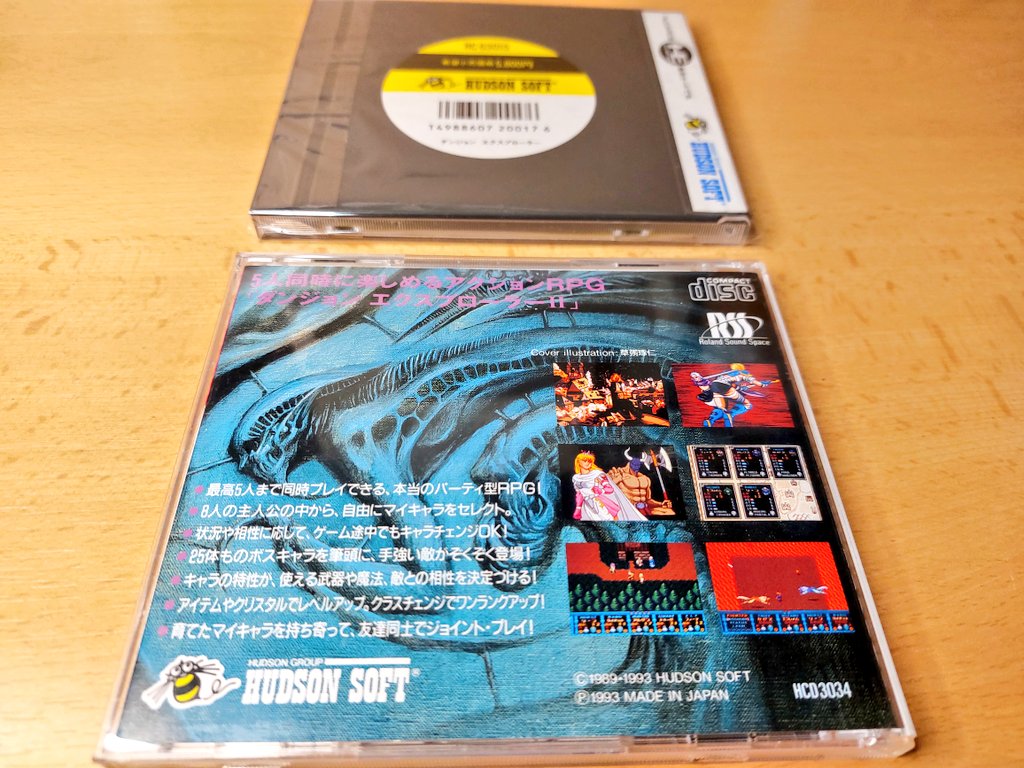 HUDSON SOFT
14988607 20017 4
ダンジョン エクスプローラー
HUDSON SOFT
5人同時に楽しめるアクションRPG
「ダンジョン エクスプローラーII」
COMPACT
disc
RSS
Roland Sound Space
Cover illustration: 草彅琢仁
最高5人まで同時プレイできる、本当のパーティ型RPG!
8人の主人公の中から、自由にマイキャラをセレクト。
状況や相性に応じて、ゲーム途中でもキャラチェンジOK!
25体ものボスキャラを筆頭に、手強い敵がぞくぞく登場!
キャラの特性が、使える武器や魔法、敵との相性を決定づける!
アイテムやクリスタルでレベルアップ。クラスチェンジでワンランクアップ!
育てたマイキャラを持ち寄って、友達同士でジョイント・プレイ!
HUDSON GROUP
HUDSON SOFT®
©1989-1993 HUDSON SOFT
Ⓟ1993 MADE IN JAPAN
HCD3034